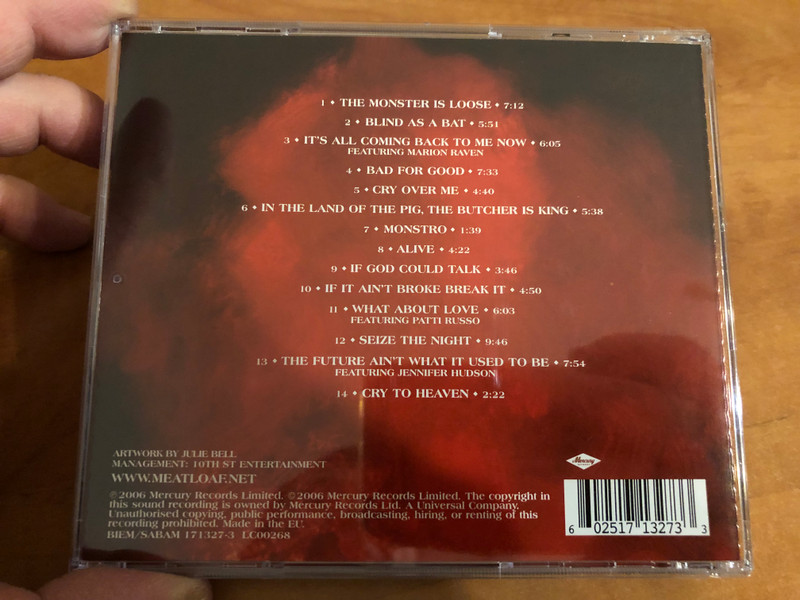 1 ⬥ THE MONSTER IS LOOSE ⬥ 7:12
2 ⬥ BLIND AS A BAT ⬥ 5:51
3 ⬥ IT'S ALL COMING BACK TO ME NOW ⬥ 6:05
FEATURING MARION RAVEN
4 ⬥ BAD FOR GOOD ⬥ 7:33
5 ⬥ CRY OVER ME ⬥ 4:40
6 ⬥ IN THE LAND OF THE PIG, THE BUTCHER IS KING ⬥ 5:38
7 ⬥ MONSTRO ⬥ 1:39
8 ⬥ ALIVE ⬥ 4:22
9 ⬥ IF GOD COULD TALK ⬥ 3:46
10 ⬥ IF IT AIN'T BROKE BREAK IT ⬥ 4:50
11 ⬥ WHAT ABOUT LOVE ⬥ 6:03
FEATURING PATTI RUSSO
12 ⬥ SEIZE THE NIGHT ⬥ 9:46
13 ⬥ THE FUTURE AIN'T WHAT IT USED TO BE ⬥ 7:54
FEATURING JENNIFER HUDSON
14 ⬥ CRY TO HEAVEN ⬥ 2:22
ARTWORK BY JULIE BELL
MANAGEMENT: 10TH ST ENTERTAINMENT
WWW.MEATLOAF.NET
℗2006 Mercury Records Limited. ©2006 Mercury Records Limited. The copyright in
this sound recording is owned by Mercury Records Ltd. A Universal Company.
Unauthorised copying, public performance, broadcasting, hiring, or renting of this
recording prohibited. Made in the EU.
BIEM/SABAM 171327-3 LC00268
Mercury
6 02517 13273 3